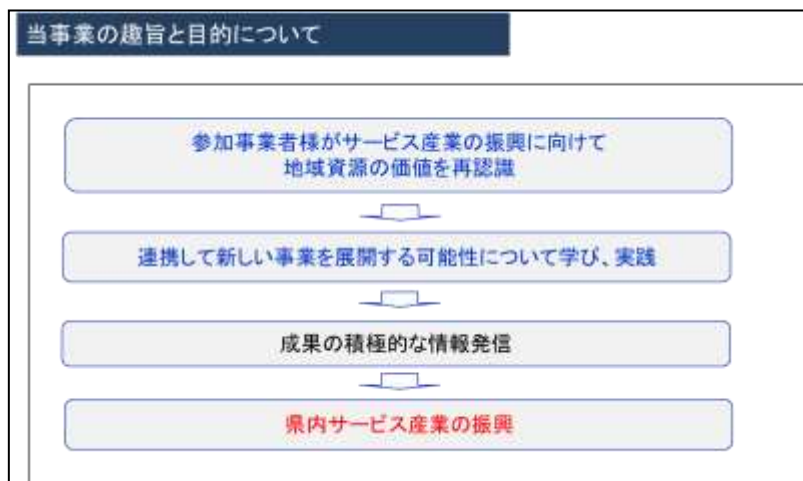 当事業の趣旨と目的について
参加事業者様がサービス産業の振興に向けて
地域資源の価値を再認識
連携して新しい事業を展開する可能性について学び、実践
成果の積極的な情報発信
県内サービス産業の振興